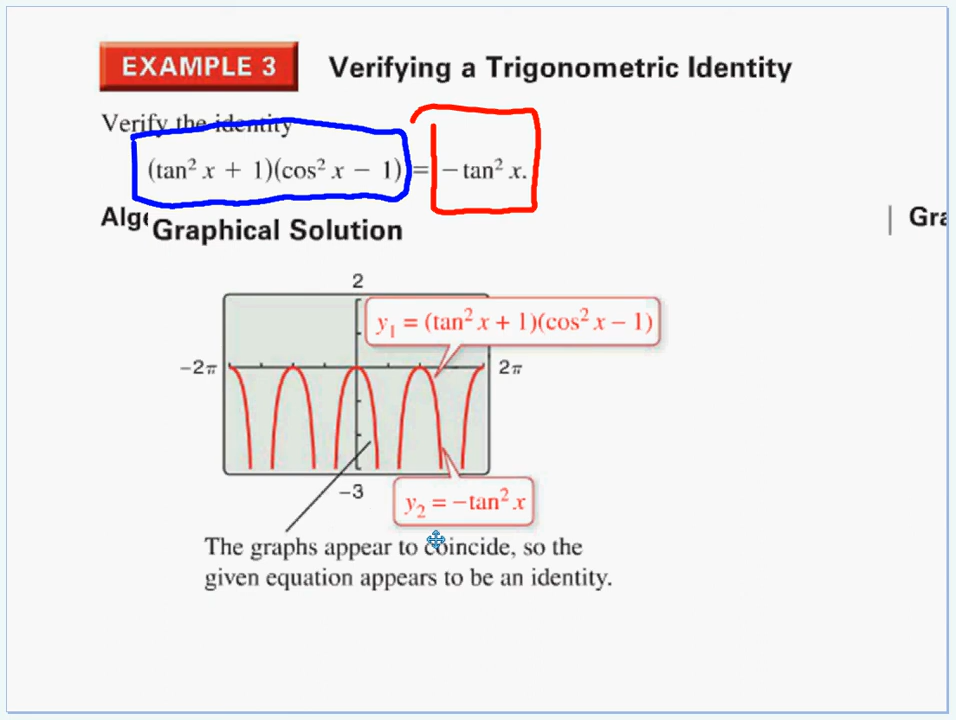 EXAMPLE 3 Verifying a Trigonometric Identity
Verify the identity
(tan² x + 1)(cos² x − 1) = −tan² x.
Graphical Solution
2
y₁ = (tan² x + 1)(cos² x − 1)
−2π 2π
−3
y₂ = −tan² x
The graphs appear to coincide, so the
given equation appears to be an identity.